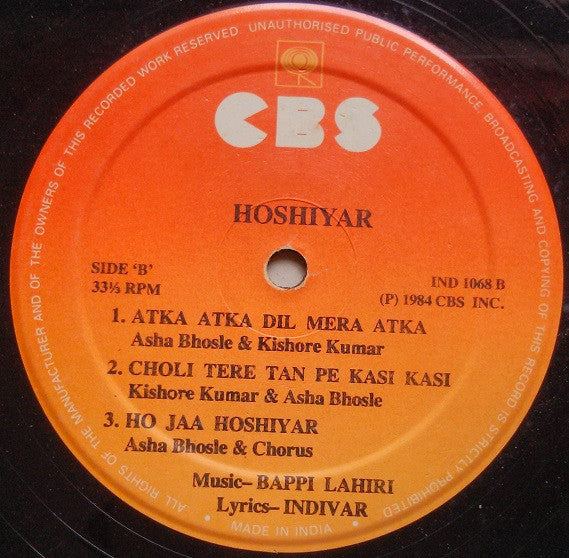 ALL RIGHTS OF THE MANUFACTURER AND OF THE OWNERS OF THIS RECORDED WORK RESERVED UNAUTHORISED PUBLIC PERFORMANCE BROADCASTING AND COPYING OF THIS RECORD IS STRICTLY PROHIBITED
CBS
HOSHIYAR
SIDE 'B'
33⅓ RPM
IND 1068 B
(P) 1984 CBS INC.
1. ATKA ATKA DIL MERA ATKA
Asha Bhosle & Kishore Kumar
2. CHOLI TERE TAN PE KASI KASI
Kishore Kumar & Asha Bhosle
3. HO JAA HOSHIYAR
Asha Bhosle & Chorus
Music– BAPPI LAHIRI
Lyrics– INDIVAR
• MADE IN INDIA •